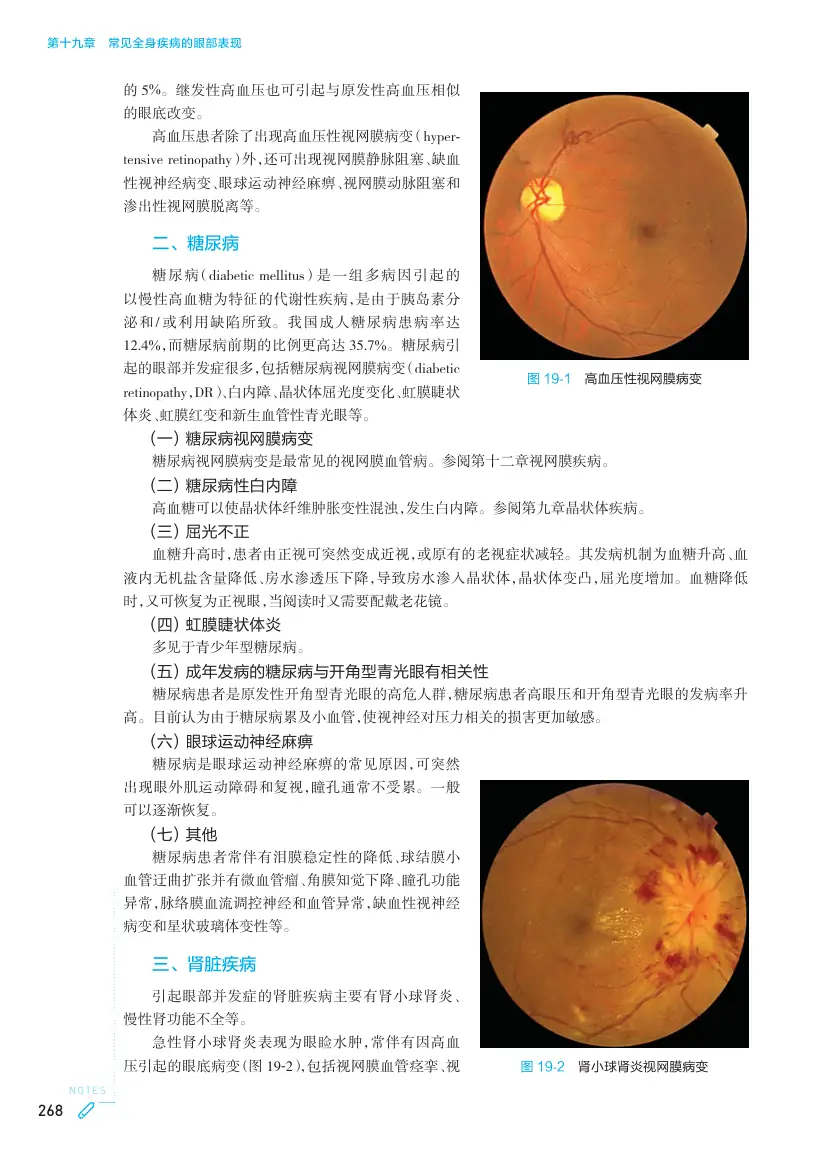 第十九章 常见全身疾病的眼部表现
的 5%。继发性高血压也可引起与原发性高血压相似
的眼底改变。
高血压患者除了出现高血压性视网膜病变（hyper-
tensive retinopathy）外，还可出现视网膜静脉阻塞、缺血
性视神经病变、眼球运动神经麻痹、视网膜动脉阻塞和
渗出性视网膜脱离等。
二、糖尿病
糖尿病（diabetic mellitus）是一组多病因引起的
以慢性高血糖为特征的代谢性疾病，是由于胰岛素分
泌和/或利用缺陷所致。我国成人糖尿病患病率达
12.4%，而糖尿病前期的比例更高达 35.7%。糖尿病引
起的眼部并发症很多，包括糖尿病视网膜病变（diabetic
retinopathy，DR）、白内障、晶状体屈光度变化、虹膜睫状
体炎、虹膜红变和新生血管性青光眼等。
图 19-1 高血压性视网膜病变
（一）糖尿病视网膜病变
糖尿病视网膜病变是最常见的视网膜血管病。参阅第十二章视网膜疾病。
（二）糖尿病性白内障
高血糖可以使晶状体纤维肿胀变性混浊，发生白内障。参阅第九章晶状体疾病。
（三）屈光不正
血糖升高时，患者由正视可突然变成近视，或原有的老视症状减轻。其发病机制为血糖升高、血
液内无机盐含量降低、房水渗透压下降，导致房水渗入晶状体，晶状体变凸，屈光度增加。血糖降低
时，又可恢复为正视眼，当阅读时又需要配戴老花镜。
（四）虹膜睫状体炎
多见于青少年型糖尿病。
（五）成年发病的糖尿病与开角型青光眼有相关性
糖尿病患者是原发性开角型青光眼的高危人群，糖尿病患者高眼压和开角型青光眼的发病率升
高。目前认为由于糖尿病累及小血管，使视神经对压力相关的损害更加敏感。
（六）眼球运动神经麻痹
糖尿病是眼球运动神经麻痹的常见原因，可突然
出现眼外肌运动障碍和复视，瞳孔通常不受累。一般
可以逐渐恢复。
（七）其他
糖尿病患者常伴有泪膜稳定性的降低、球结膜小
血管迂曲扩张并有微血管瘤、角膜知觉下降、瞳孔功能
异常，脉络膜血流调控神经和血管异常，缺血性视神经
病变和星状玻璃体变性等。
三、肾脏疾病
引起眼部并发症的肾脏疾病主要有肾小球肾炎、
慢性肾功能不全等。
急性肾小球肾炎表现为眼睑水肿，常伴有因高血
压引起的眼底病变（图 19-2），包括视网膜血管痉挛、视
图 19-2 肾小球肾炎视网膜病变
NOTES
268